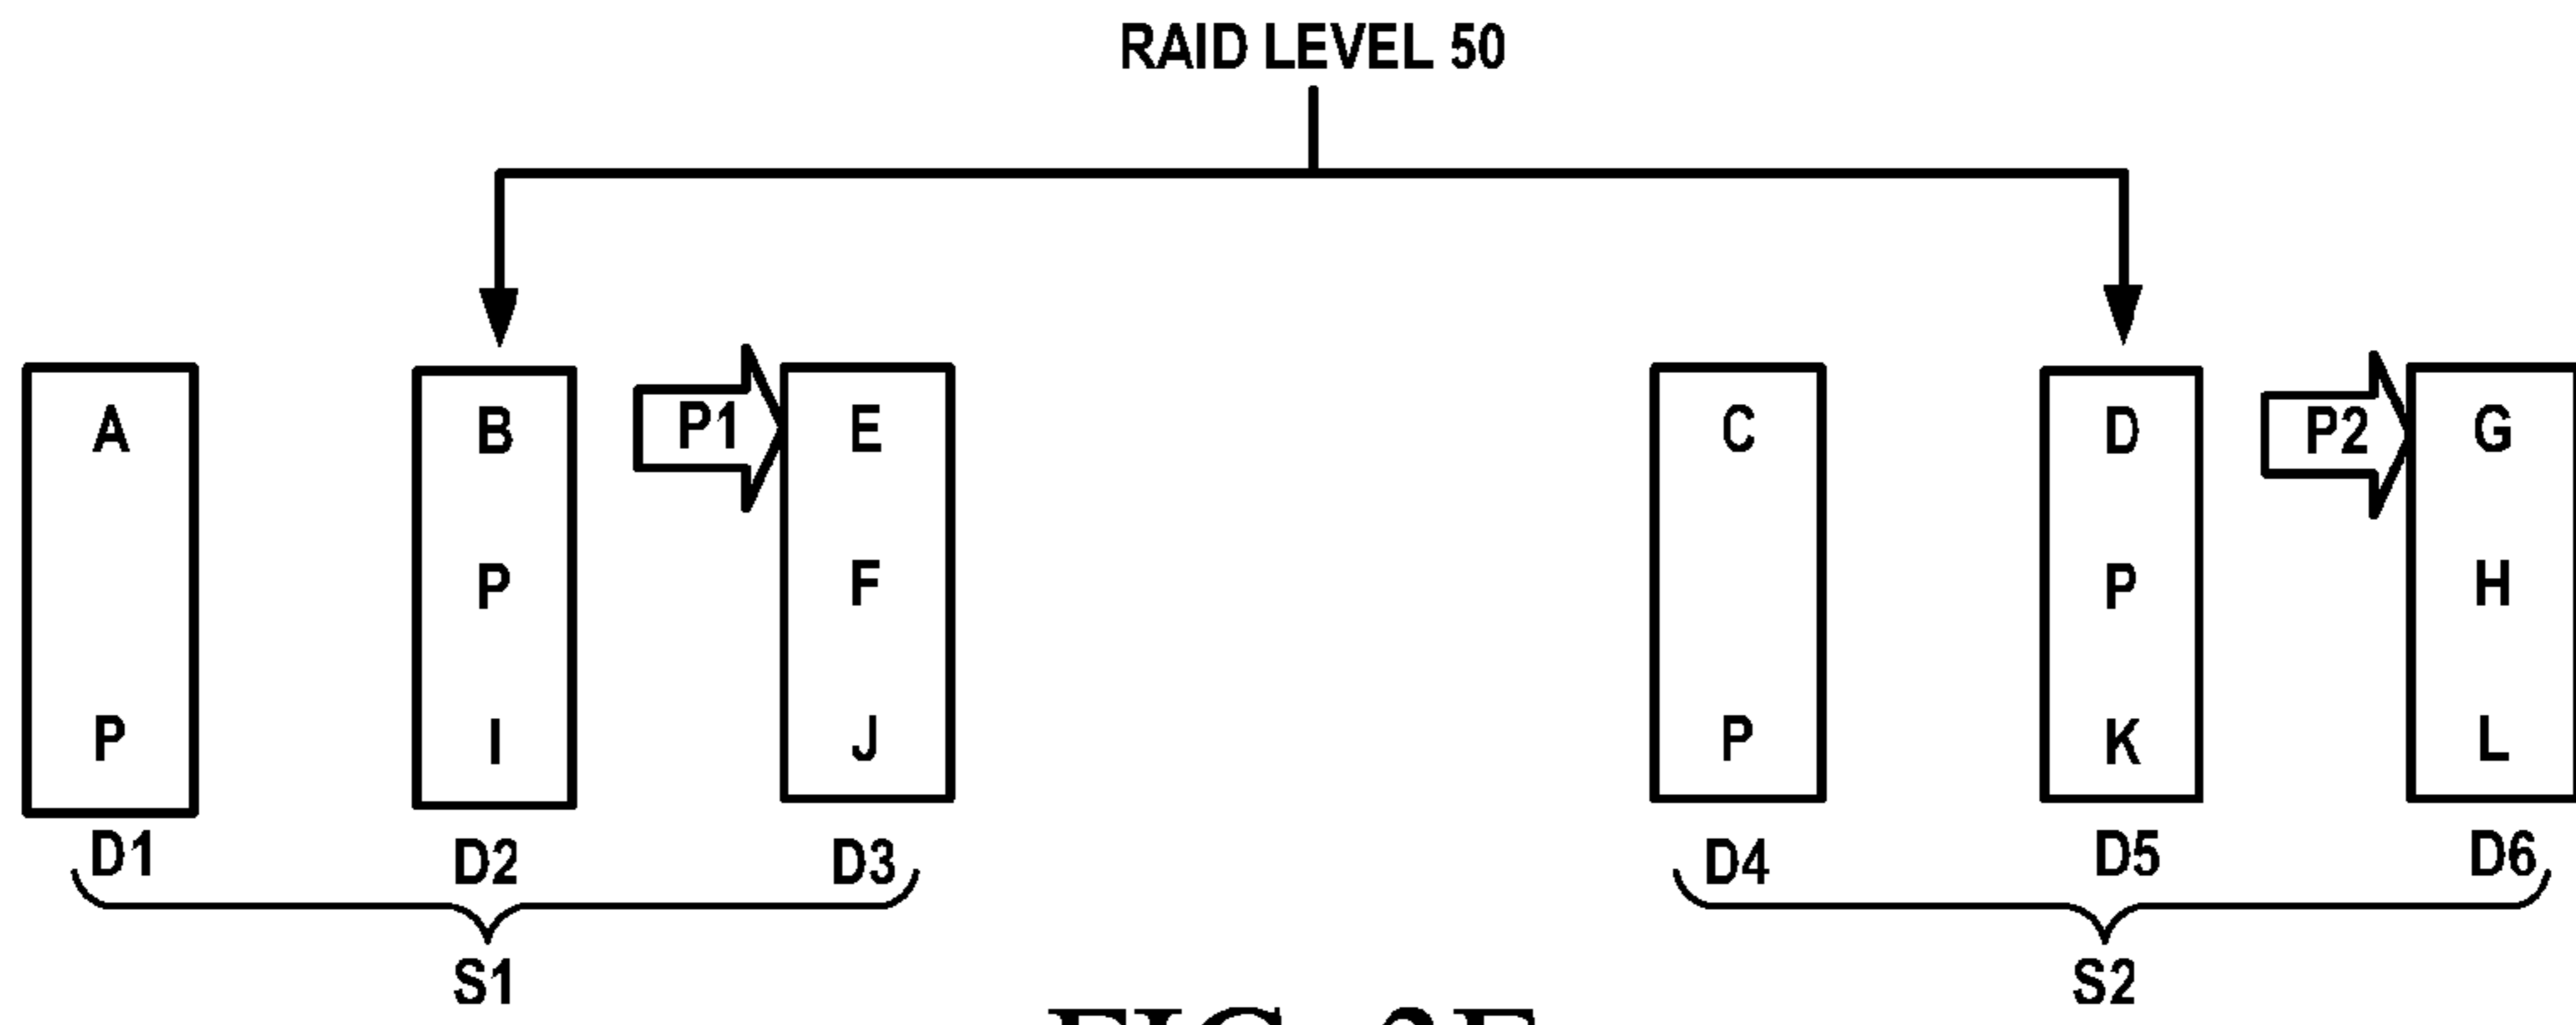 RAID LEVEL 50
A B P1 E C D P2 G
P F P H
P I J P K L
D1 D2 D3 D4 D5 D6
S1 S2